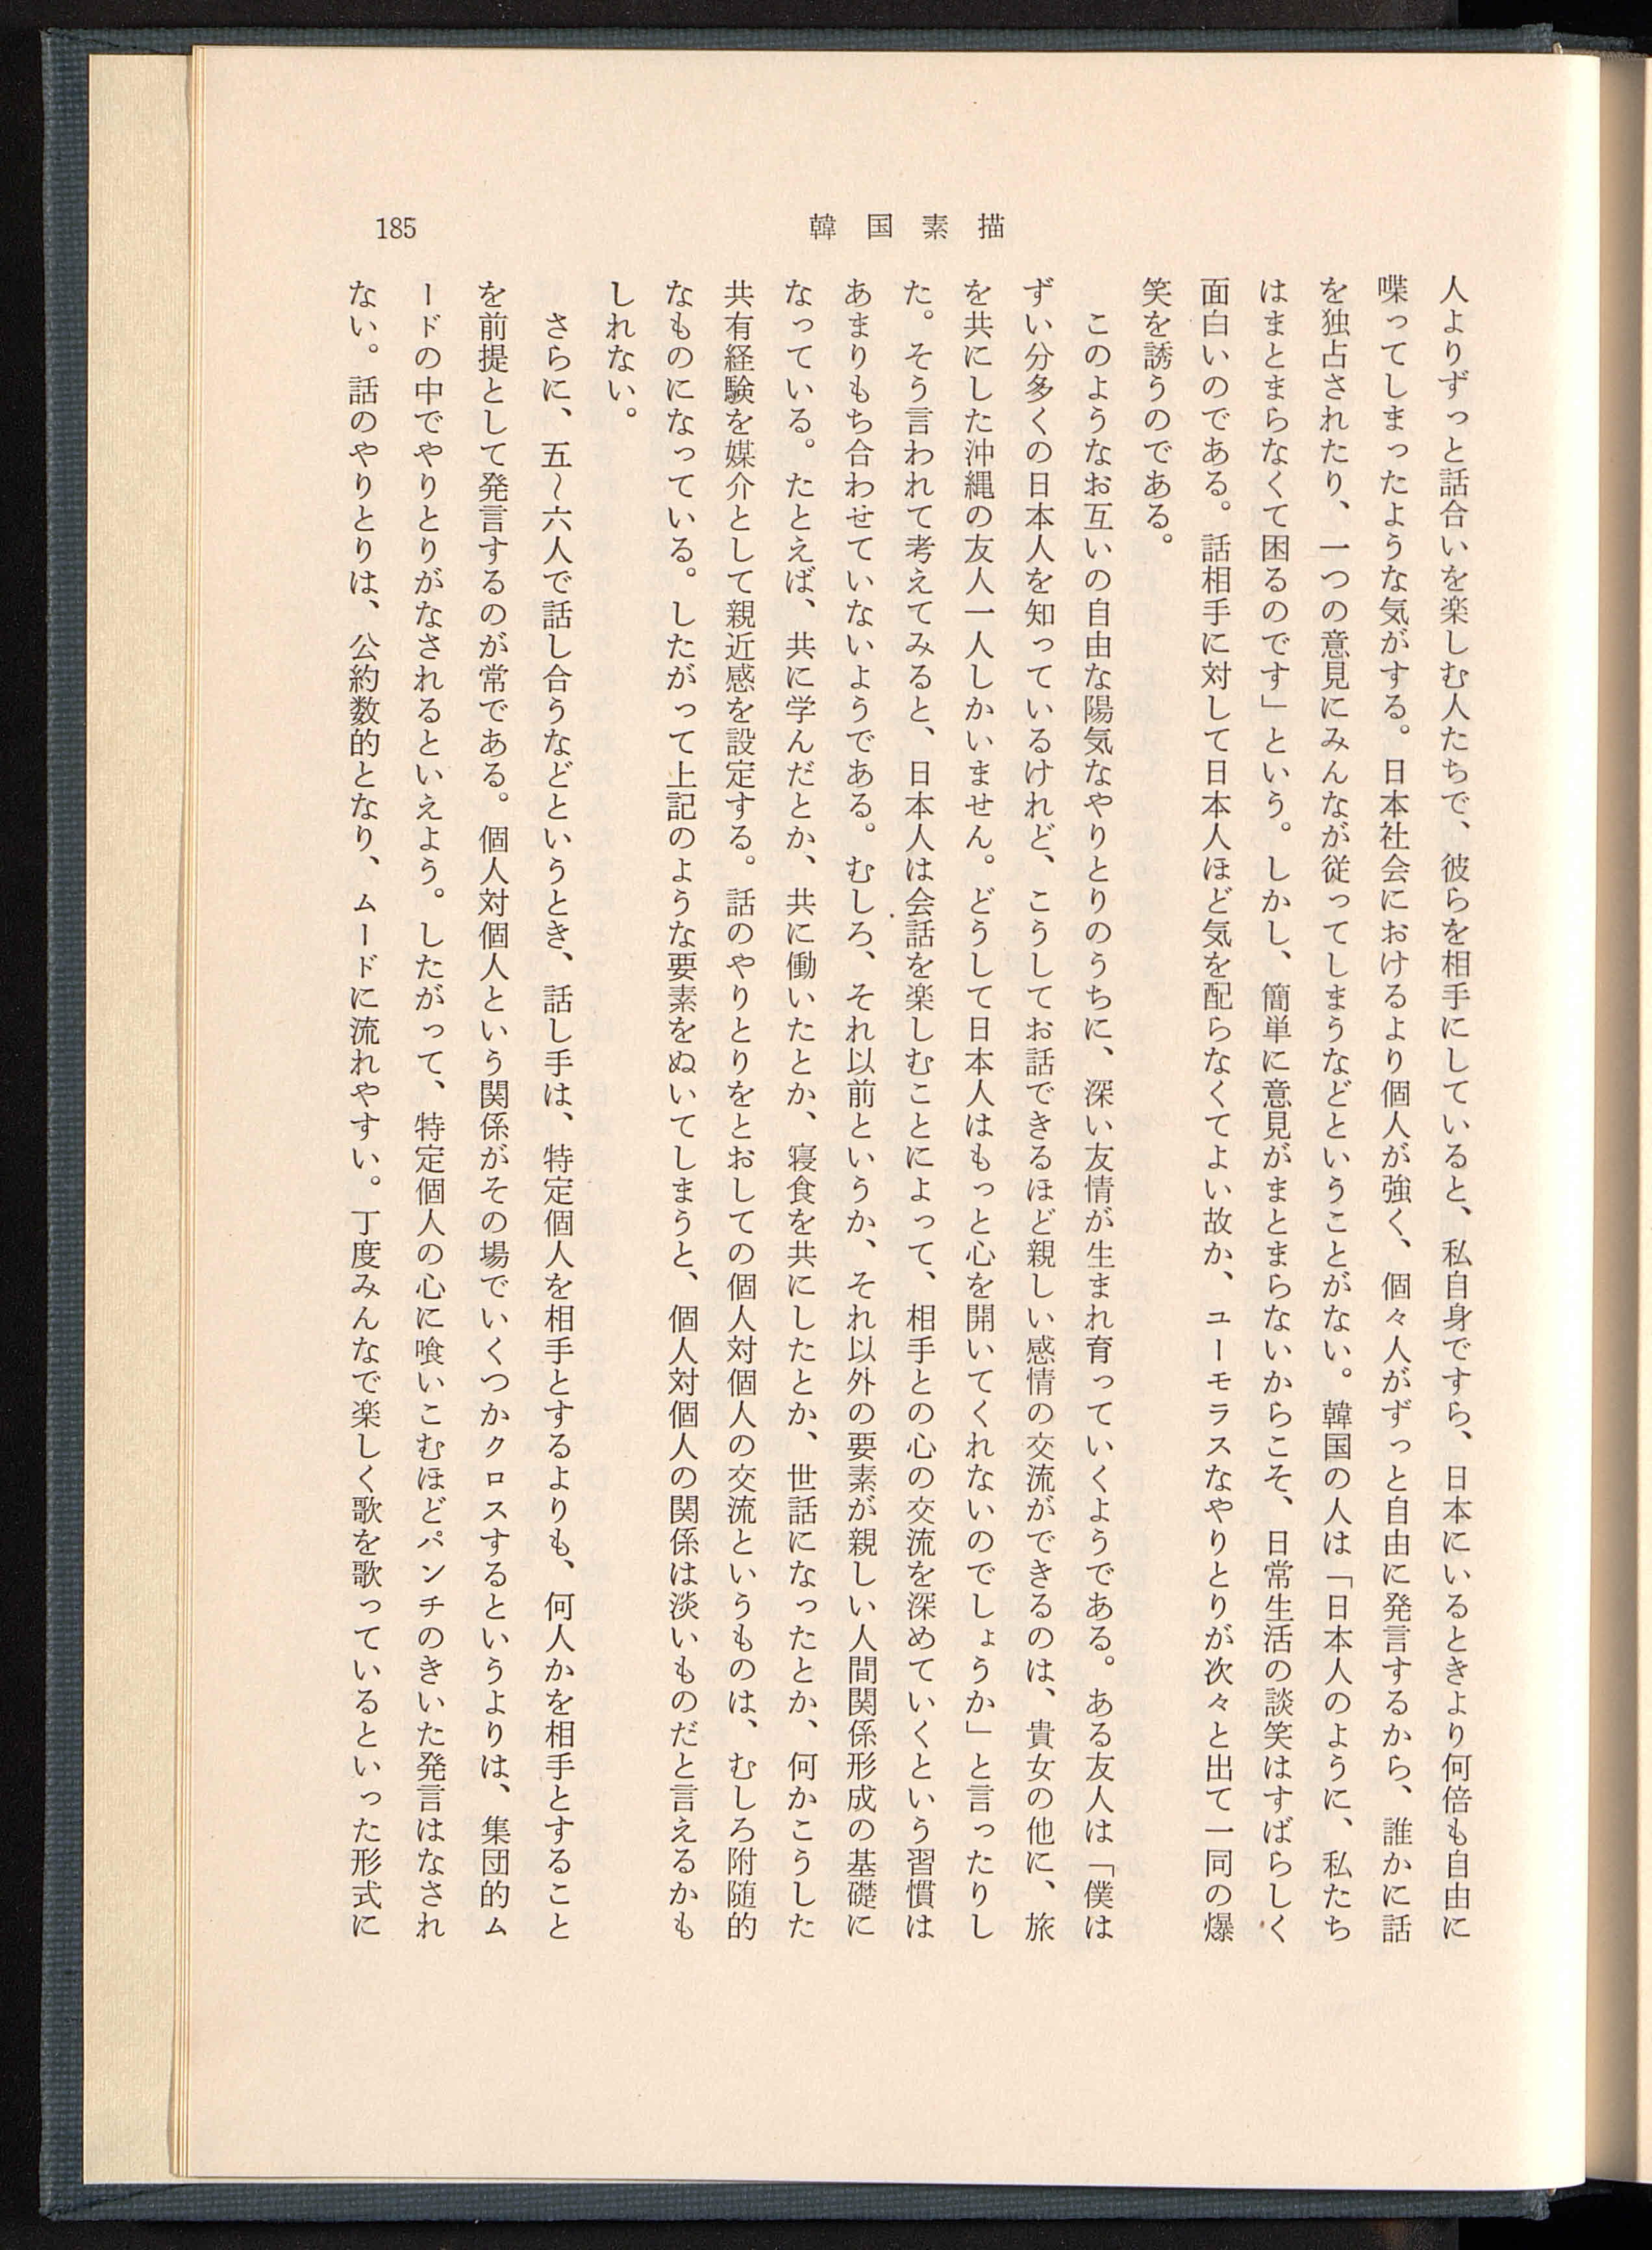 韓国素描
185
人よりずっと話合いを楽しむ人たちで、彼らを相手にしていると、私自身ですら、日本にいるときより何倍も自由に
喋ってしまったような気がする。日本社会におけるより個人が強く、個々人がずっと自由に発言するから、誰かに話
を独占されたり、一つの意見にみんなが従ってしまうなどということがない。韓国の人は「日本人のように、私たち
はまとまらなくて困るのです」という。しかし、簡単に意見がまとまらないからこそ、日常生活の談笑はすばらしく
面白いのである。話相手に対して日本人ほど気を配らなくてよい故か、ユーモラスなやりとりが次々と出て一同の爆
笑を誘うのである。
このようなお互いの自由な陽気なやりとりのうちに、深い友情が生まれ育っていくようである。ある友人は「僕は
ずい分多くの日本人を知っているけれど、こうしてお話できるほど親しい感情の交流ができるのは、貴女の他に、旅
を共にした沖縄の友人一人しかいません。どうして日本人はもっと心を開いてくれないのでしょうか」と言ったりし
た。そう言われて考えてみると、日本人は会話を楽しむことによって、相手との心の交流を深めていくという習慣は
あまりもち合わせていないようである。むしろ、それ以前というか、それ以外の要素が親しい人間関係形成の基礎に
なっている。たとえば、共に学んだとか、共に働いたとか、寝食を共にしたとか、世話になったとか、何かこうした
共有経験を媒介として親近感を設定する。話のやりとりをとおしての個人対個人の交流というものは、むしろ附随的
なものになっている。したがって上記のような要素をぬいてしまうと、個人対個人の関係は淡いものだと言えるかも
しれない。
さらに、五〜六人で話し合うなどというとき、話し手は、特定個人を相手とするよりも、何人かを相手とすること
を前提として発言するのが常である。個人対個人という関係がその場でいくつかクロスするというよりは、集団的ム
ードの中でやりとりがなされるといえよう。したがって、特定個人の心に喰いこむほどパンチのきいた発言はなされ
ない。話のやりとりは、公約数的となり、ムードに流れやすい。丁度みんなで楽しく歌を歌っているといった形式に